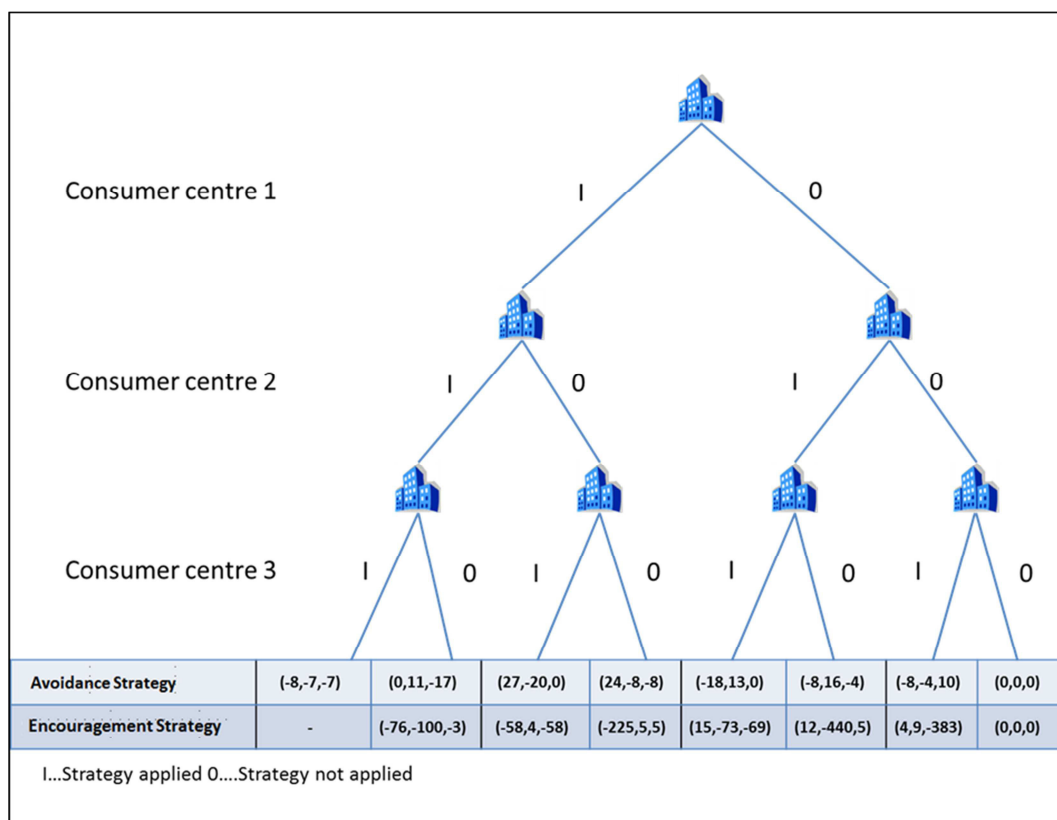 Consumer centre 1
I
0
Consumer centre 2
I
0
I
0
Consumer centre 3
I
0
I
0
I
0
I
0
Avoidance Strategy (-8,-7,-7) (0,11,-17) (27,-20,0) (24,-8,-8) (-18,13,0) (-8,16,-4) (-8,-4,10) (0,0,0)
Encouragement Strategy - (-76,-100,-3) (-58,4,-58) (-225,5,5) (15,-73,-69) (12,-440,5) (4,9,-383) (0,0,0)
I...Strategy applied 0....Strategy not applied